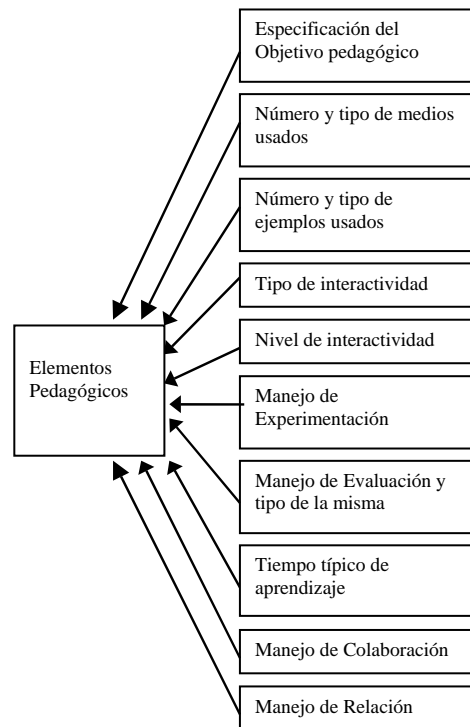 Especificación del
Objetivo pedagógico
Número y tipo de medios
usados
Número y tipo de
ejemplos usados
Tipo de interactividad
Nivel de interactividad
Elementos
Pedagógicos
Manejo de
Experimentación
Manejo de Evaluación y
tipo de la misma
Tiempo típico de
aprendizaje
Manejo de Colaboración
Manejo de Relación